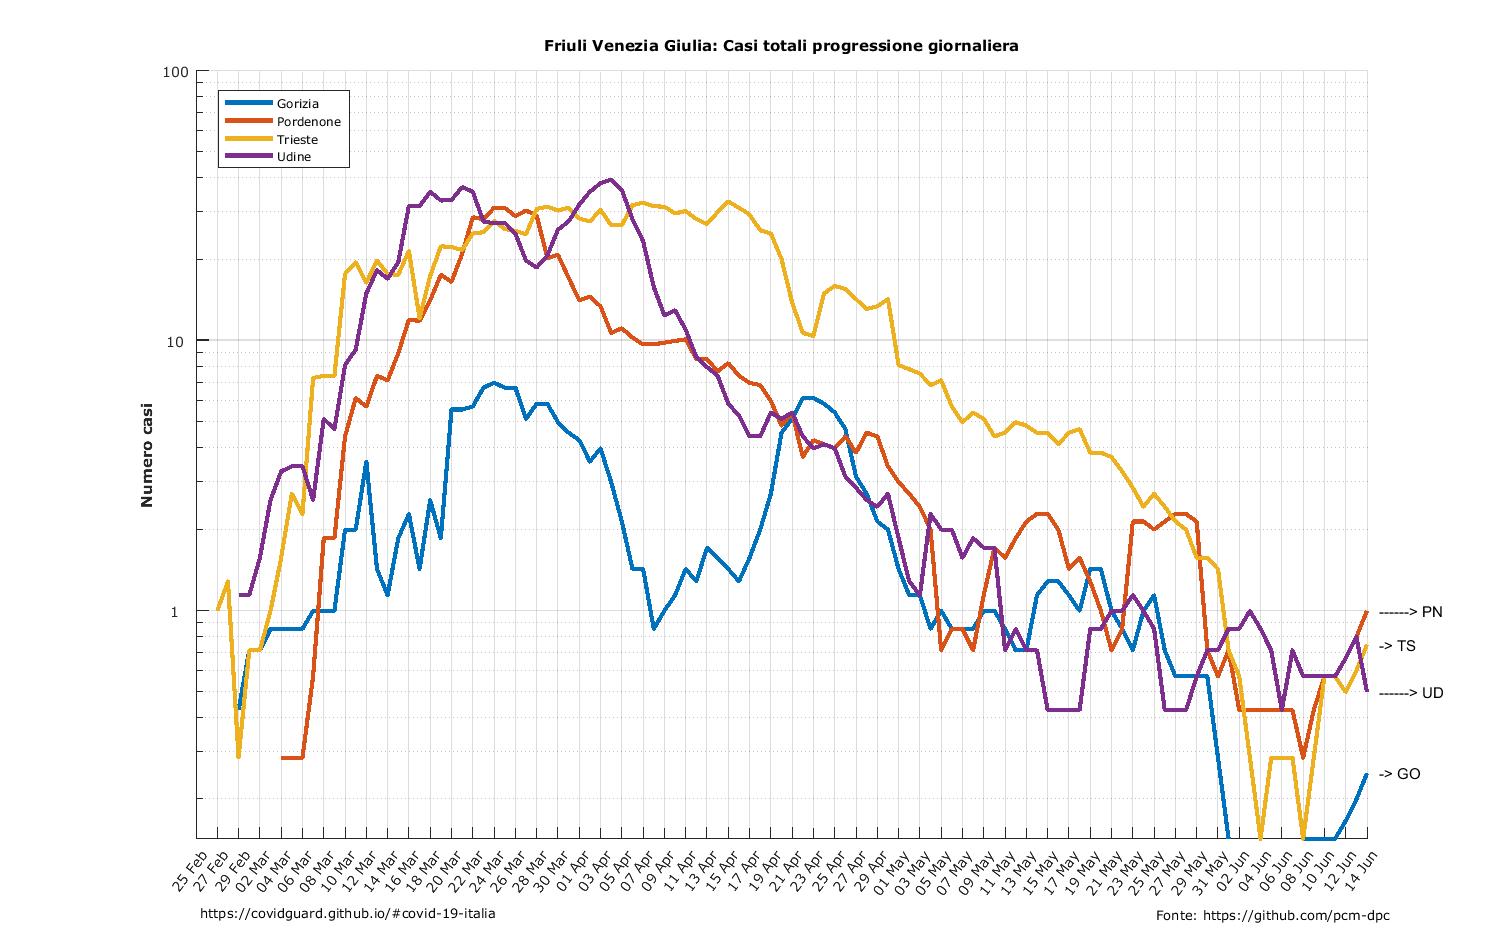 Friuli Venezia Giulia: Casi totali progressione giornaliera
100
10
1
Numero casi
Gorizia
Pordenone
Trieste
Udine
------> PN
-> TS
------> UD
-> GO
25 Feb
27 Feb
29 Feb
02 Mar
04 Mar
06 Mar
08 Mar
10 Mar
12 Mar
14 Mar
16 Mar
18 Mar
20 Mar
22 Mar
24 Mar
26 Mar
28 Mar
30 Mar
01 Apr
03 Apr
05 Apr
07 Apr
09 Apr
11 Apr
13 Apr
15 Apr
17 Apr
19 Apr
21 Apr
23 Apr
25 Apr
27 Apr
29 Apr
01 May
03 May
05 May
07 May
09 May
11 May
13 May
15 May
17 May
19 May
21 May
23 May
25 May
27 May
29 May
31 May
02 Jun
04 Jun
06 Jun
08 Jun
10 Jun
12 Jun
14 Jun
https://covidguard.github.io/#covid-19-italia
Fonte: https://github.com/pcm-dpc